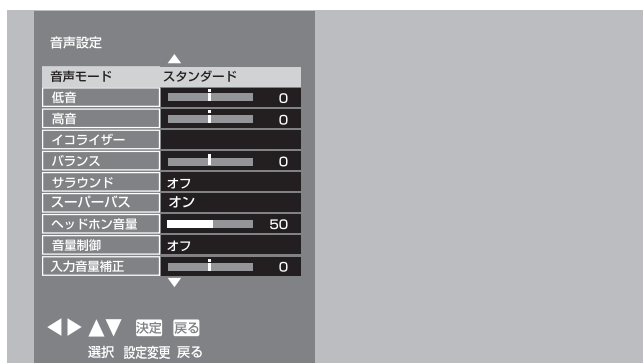 音声設定
音声モード スタンダード
低音 0
高音 0
イコライザー
バランス 0
サラウンド オフ
スーパーバス オン
ヘッドホン音量 50
音量制御 オフ
入力音量補正 0
決定 戻る
選択 設定変更 戻る